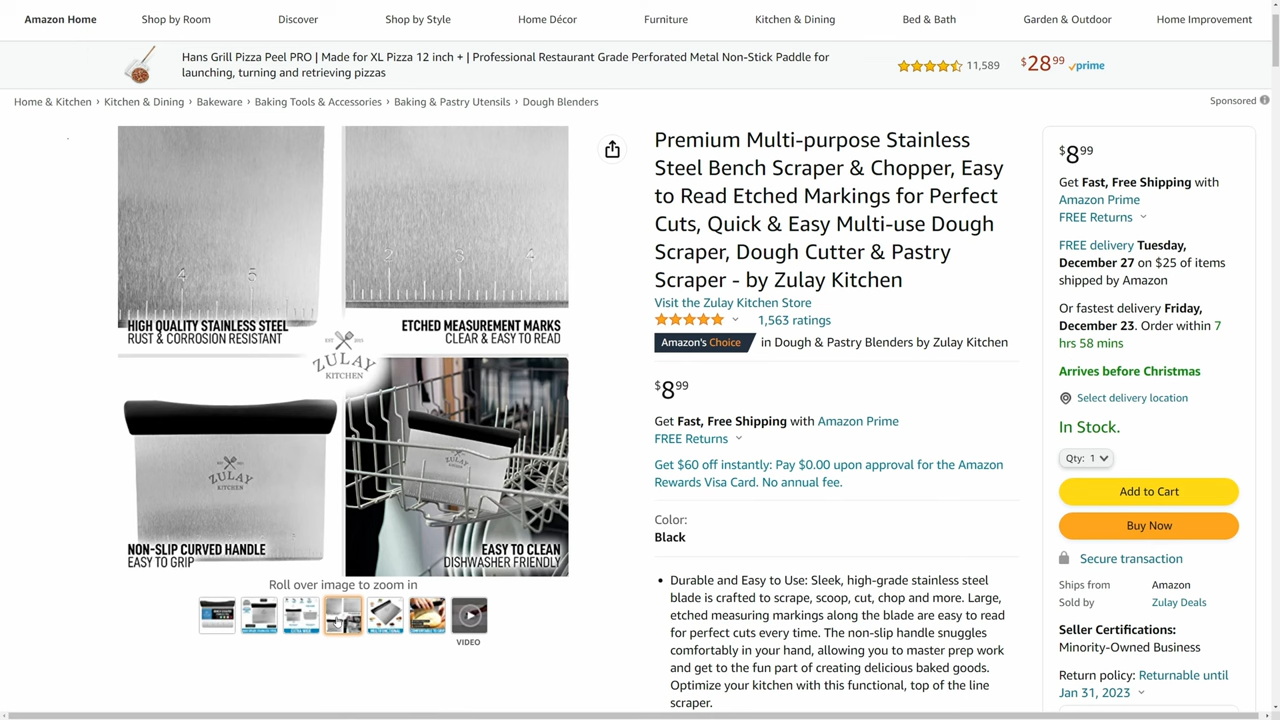 Amazon Home
Shop by Room
Discover
Shop by Style
Home Décor
Furniture
Kitchen & Dining
Bed & Bath
Garden & Outdoor
Home Improvement
Hans Grill Pizza Peel PRO | Made for XL Pizza 12 inch + | Professional Restaurant Grade Perforated Metal Non-Stick Paddle for
launching, turning and retrieving pizzas
11,589
$28 99 prime
Home & Kitchen › Kitchen & Dining › Bakeware › Baking Tools & Accessories › Baking & Pastry Utensils › Dough Blenders
Sponsored
4 5
3 4
HIGH QUALITY STAINLESS STEEL
RUST & CORROSION RESISTANT
ETCHED MEASUREMENT MARKS
CLEAR & EASY TO READ
ZULAY
KITCHEN
ZULAY
KITCHEN
NON-SLIP CURVED HANDLE
EASY TO GRIP
EASY TO CLEAN
DISHWASHER FRIENDLY
Roll over image to zoom in
VIDEO
Premium Multi-purpose Stainless
Steel Bench Scraper & Chopper, Easy
to Read Etched Markings for Perfect
Cuts, Quick & Easy Multi-use Dough
Scraper, Dough Cutter & Pastry
Scraper - by Zulay Kitchen
Visit the Zulay Kitchen Store
1,563 ratings
Amazon's Choice in Dough & Pastry Blenders by Zulay Kitchen
$8 99
Get Fast, Free Shipping with Amazon Prime
FREE Returns
Get $60 off instantly: Pay $0.00 upon approval for the Amazon
Rewards Visa Card. No annual fee.
Color:
Black
• Durable and Easy to Use: Sleek, high-grade stainless steel
blade is crafted to scrape, scoop, cut, chop and more. Large,
etched measuring markings along the blade are easy to read
for perfect cuts every time. The non-slip handle snuggles
comfortably in your hand, allowing you to master prep work
and get to the fun part of creating delicious baked goods.
Optimize your kitchen with this functional, top of the line
scraper.
$8 99
Get Fast, Free Shipping with
Amazon Prime
FREE Returns
FREE delivery Tuesday,
December 27 on $25 of items
shipped by Amazon
Or fastest delivery Friday,
December 23. Order within 7
hrs 58 mins
Arrives before Christmas
Select delivery location
In Stock.
Qty: 1
Add to Cart
Buy Now
Secure transaction
Ships from Amazon
Sold by Zulay Deals
Seller Certifications:
Minority-Owned Business
Return policy: Returnable until
Jan 31, 2023